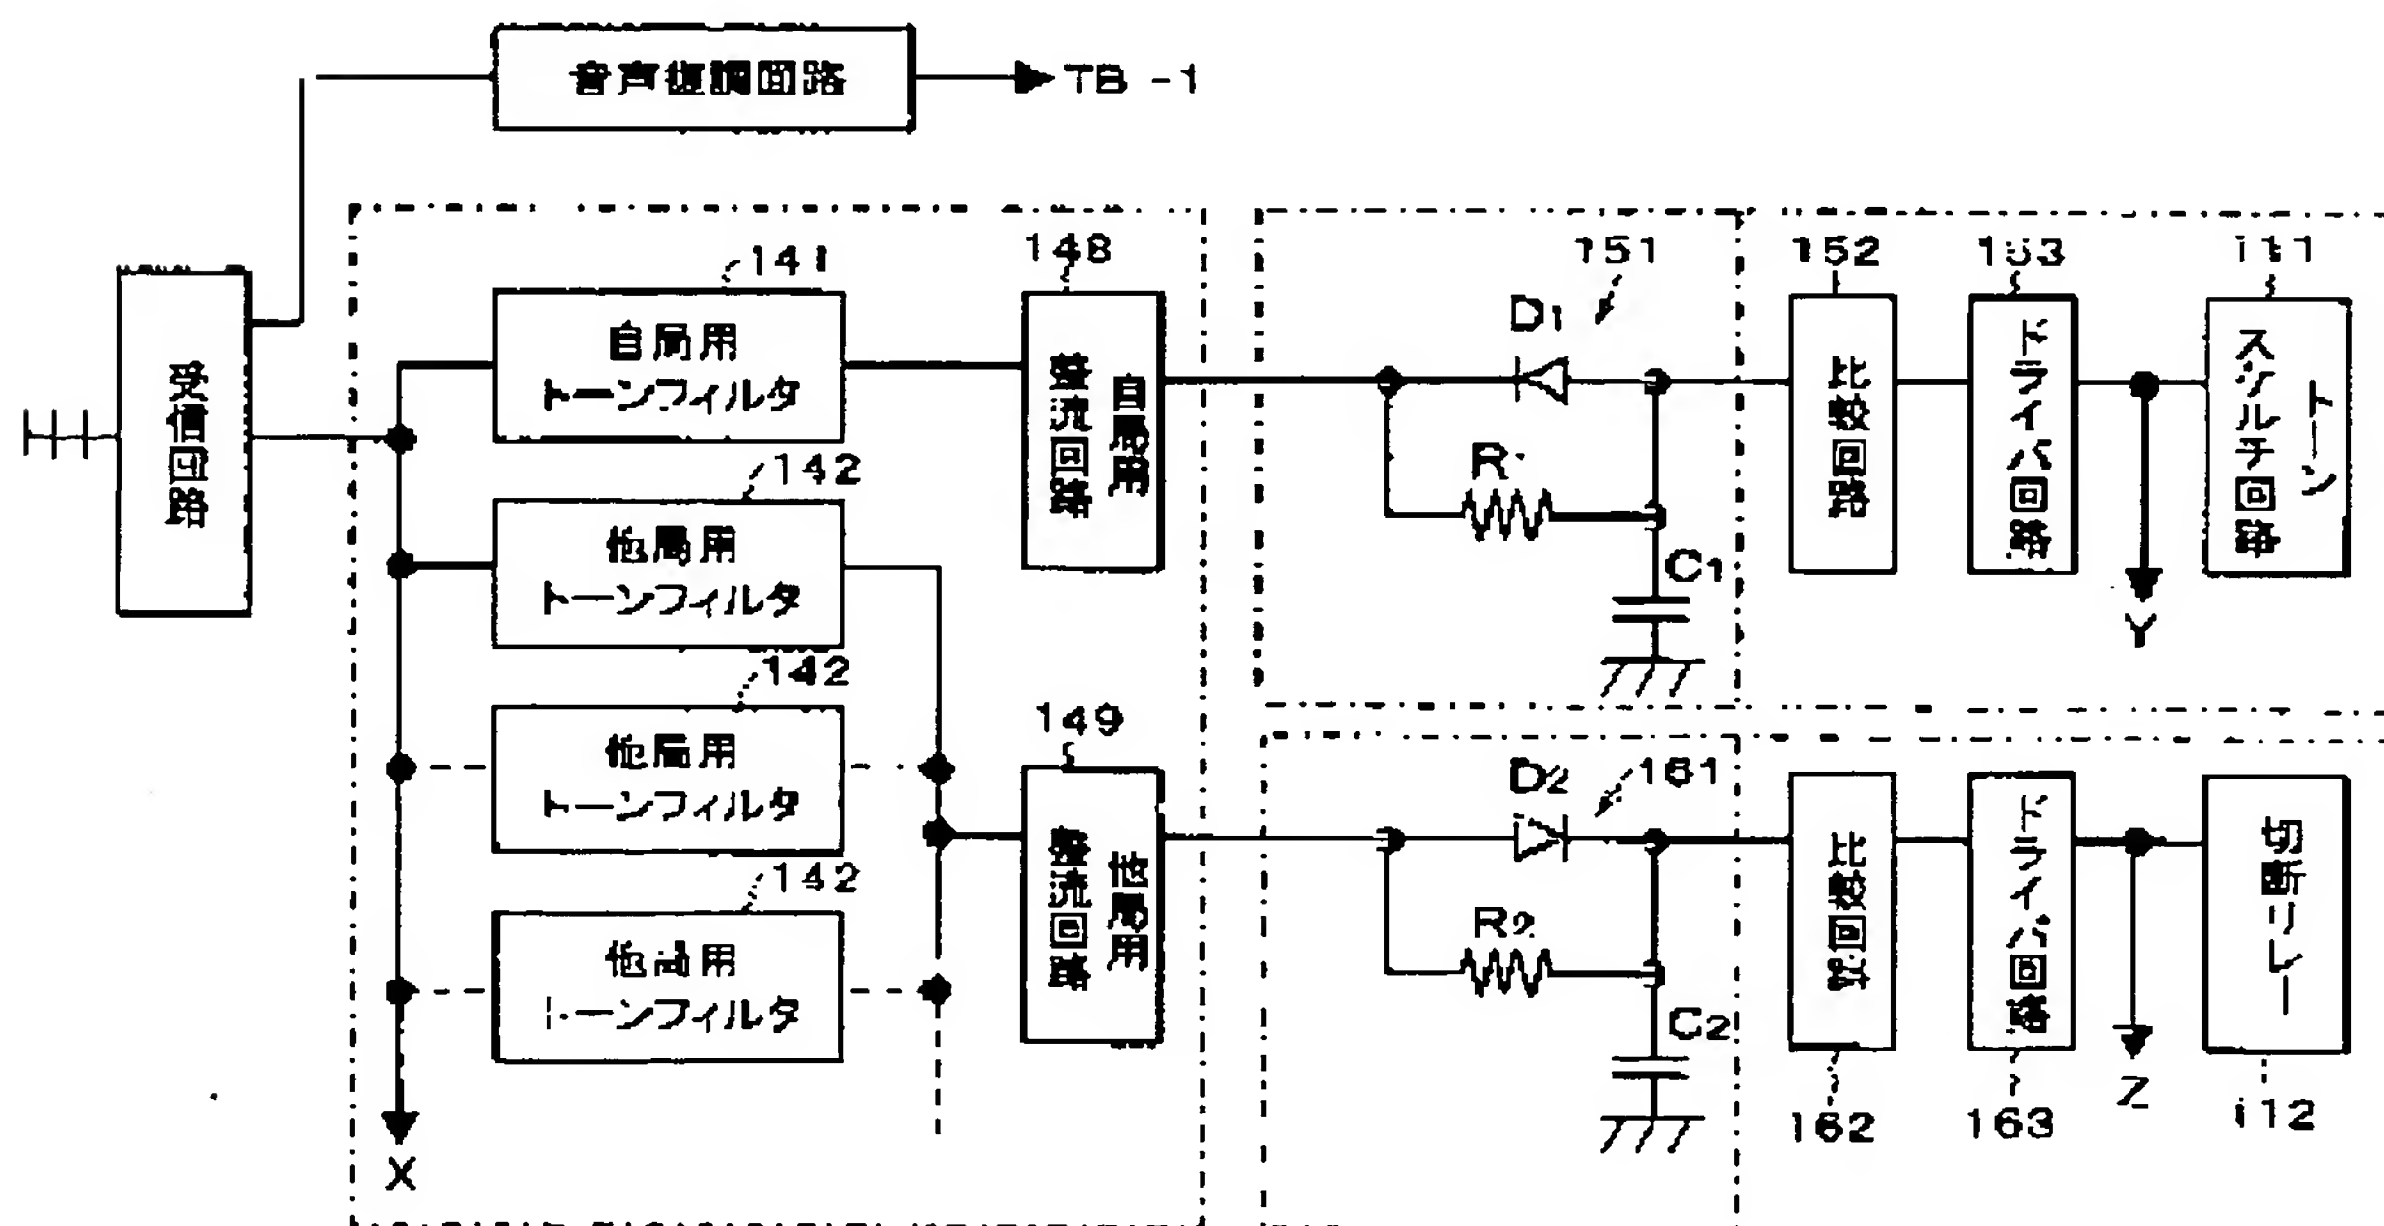 音声復調回路
TB -1
受信回路
141
自局用
トーンフィルタ
142
他局用
トーンフィルタ
142
他局用
トーンフィルタ
142
他局用
トーンフィルタ
X
148
自局用
整流回路
149
他局用
整流回路
151
D1
R1
C1
152
比較回路
153
ドライバ回路
Y
111
トーン
スケルチ回路
161
D2
R2
C2
162
比較回路
163
ドライバ回路
Z
112
切断リレー